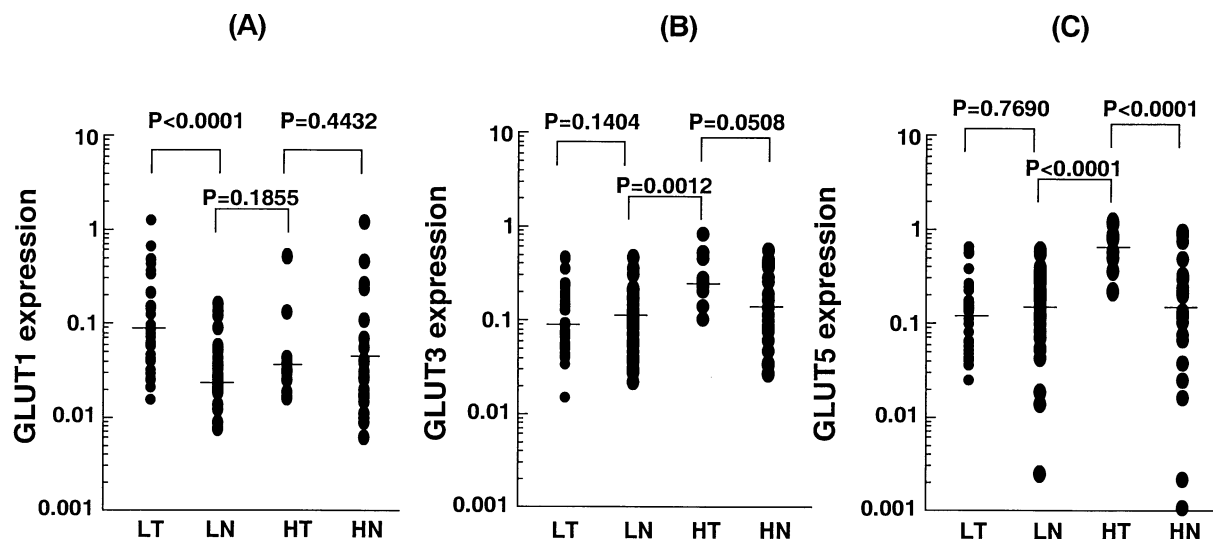 (A)
P<0.0001
P=0.4432
P=0.1855
GLUT1 expression
10
1
0.1
0.01
0.001
LT
LN
HT
HN
(B)
P=0.1404
P=0.0508
P=0.0012
GLUT3 expression
10
1
0.1
0.01
0.001
LT
LN
HT
HN
(C)
P=0.7690
P<0.0001
P<0.0001
GLUT5 expression
10
1
0.1
0.01
0.001
LT
LN
HT
HN